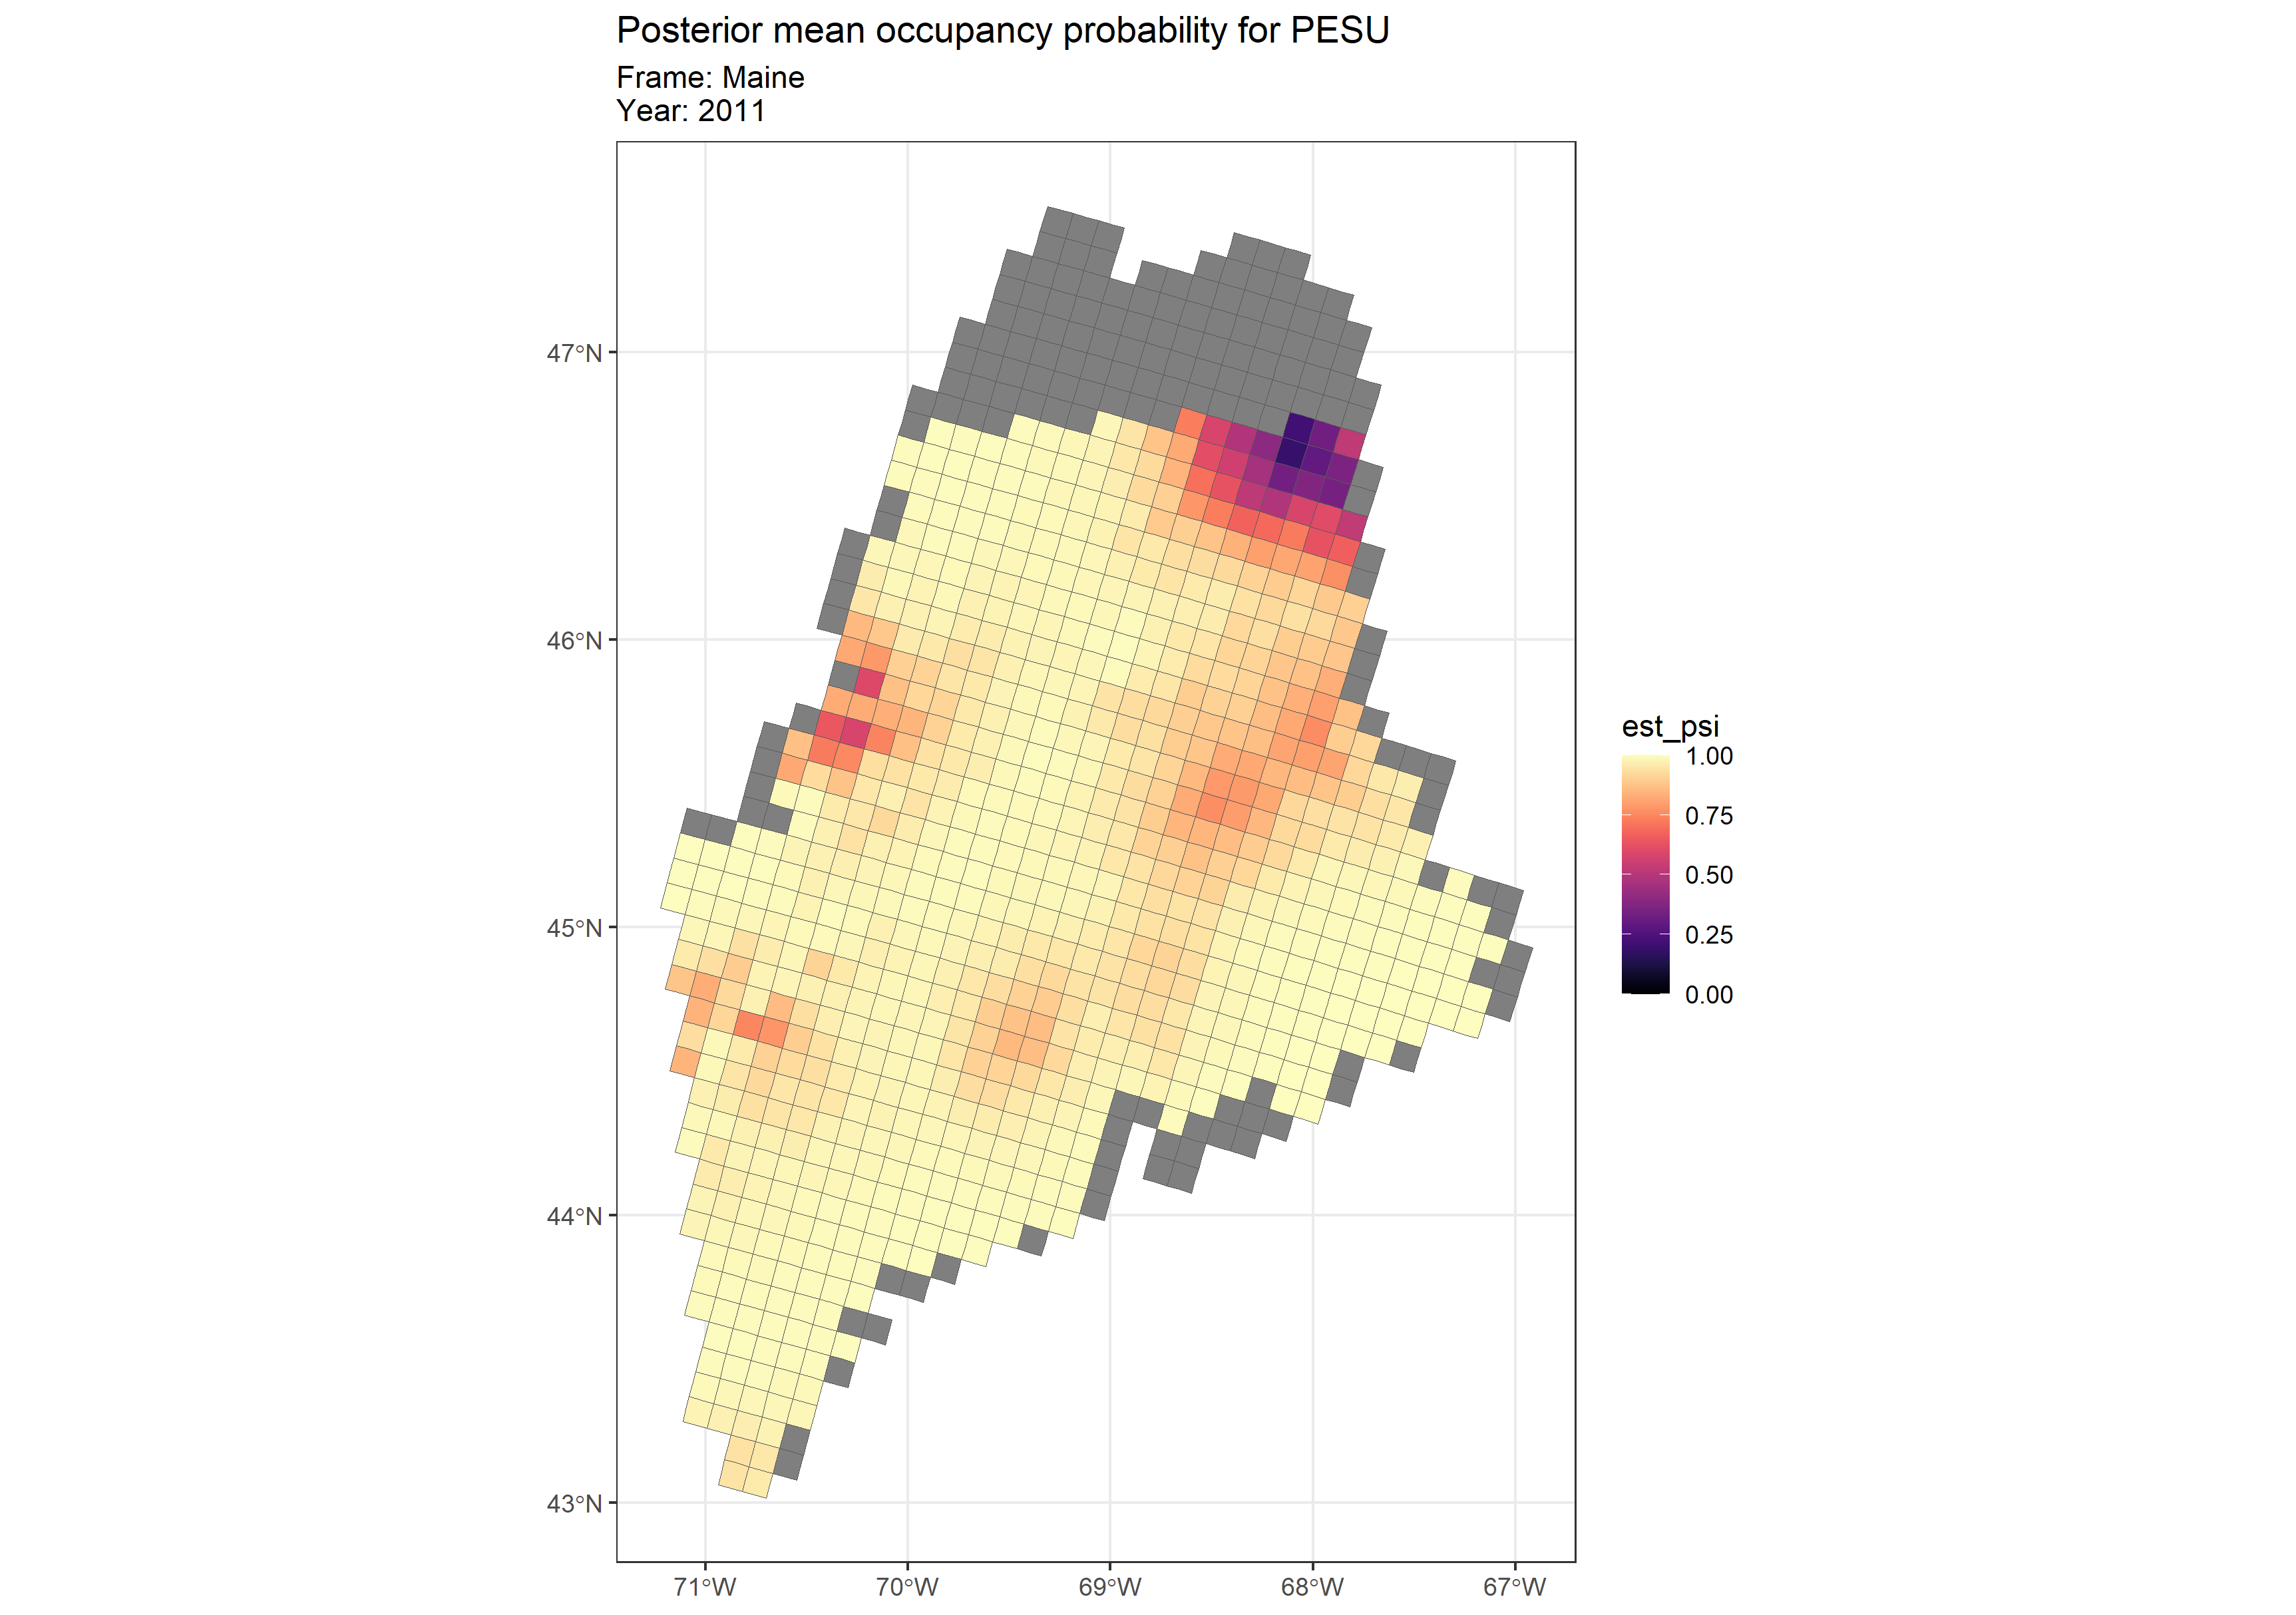 Posterior mean occupancy probability for PESU
Frame: Maine
Year: 2011
47°N
46°N
45°N
44°N
43°N
71°W
70°W
69°W
68°W
67°W
est_psi
1.00
0.75
0.50
0.25
0.00